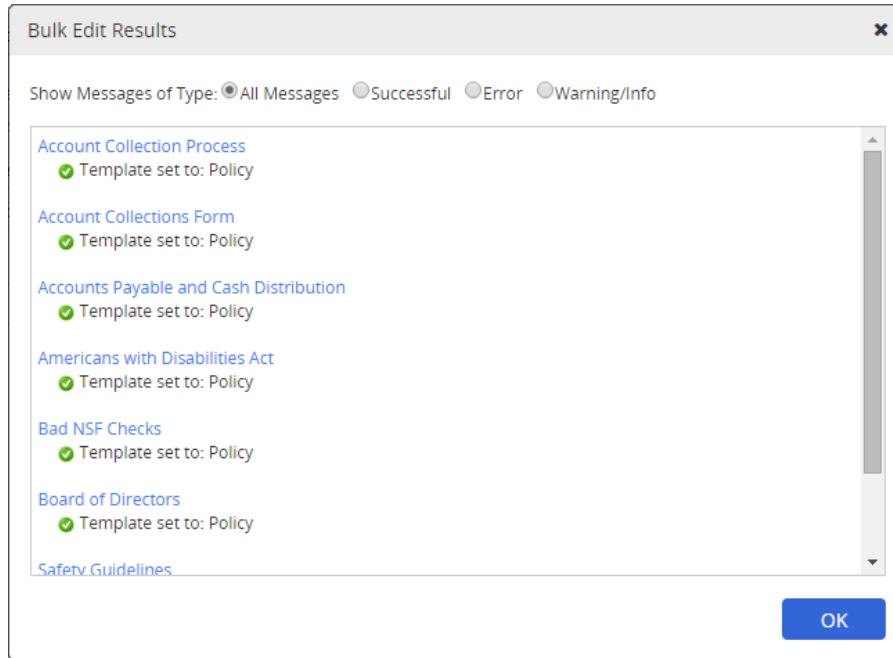 Bulk Edit Results
Show Messages of Type: All Messages Successful Error Warning/Info
Account Collection Process
Template set to: Policy
Account Collections Form
Template set to: Policy
Accounts Payable and Cash Distribution
Template set to: Policy
Americans with Disabilities Act
Template set to: Policy
Bad NSF Checks
Template set to: Policy
Board of Directors
Template set to: Policy
Safety Guidelines
OK